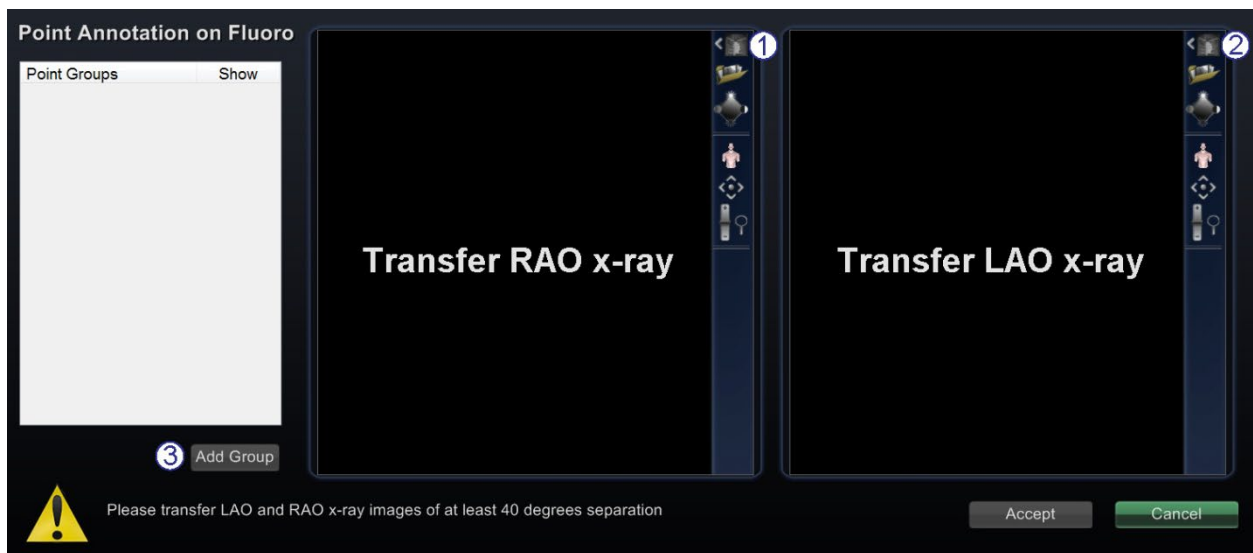 Point Annotation on Fluoro
Point Groups Show
1
2
Transfer RAO x-ray
Transfer LAO x-ray
3 Add Group
Please transfer LAO and RAO x-ray images of at least 40 degrees separation
Accept
Cancel